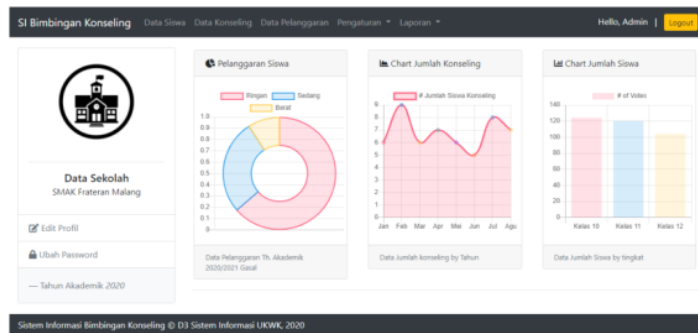 SI Bimbingan Konseling Data Siswa Data Konseling Data Pelanggaran Pengaturan Laporan Hello, Admin | Logout
Data Sekolah
SMAK Frateran Malang
Edit Profil
Ubah Password
— Tahun Akademik 2020
Pelanggaran Siswa
Ringan Sedang
Berat
1.0
0.9
0.8
0.7
0.6
0.5
0.4
0.3
0.2
0.1
0
Data Pelanggaran Th. Akademik
2020/2021 Gasal
Chart Jumlah Konseling
# Jumlah Siswa Konseling
9
8
7
6
5
4
3
2
1
0
Jan Feb Mar Apr Mei Jun Jul Agu
Data Jumlah konseling by Tahun
Chart Jumlah Siswa
# of Votes
140
120
100
80
60
40
20
0
Kelas 10 Kelas 11 Kelas 12
Data Jumlah Siswa by tingkat
Sistem Informasi Bimbingan Konseling © D3 Sistem Informasi UKWK, 2020